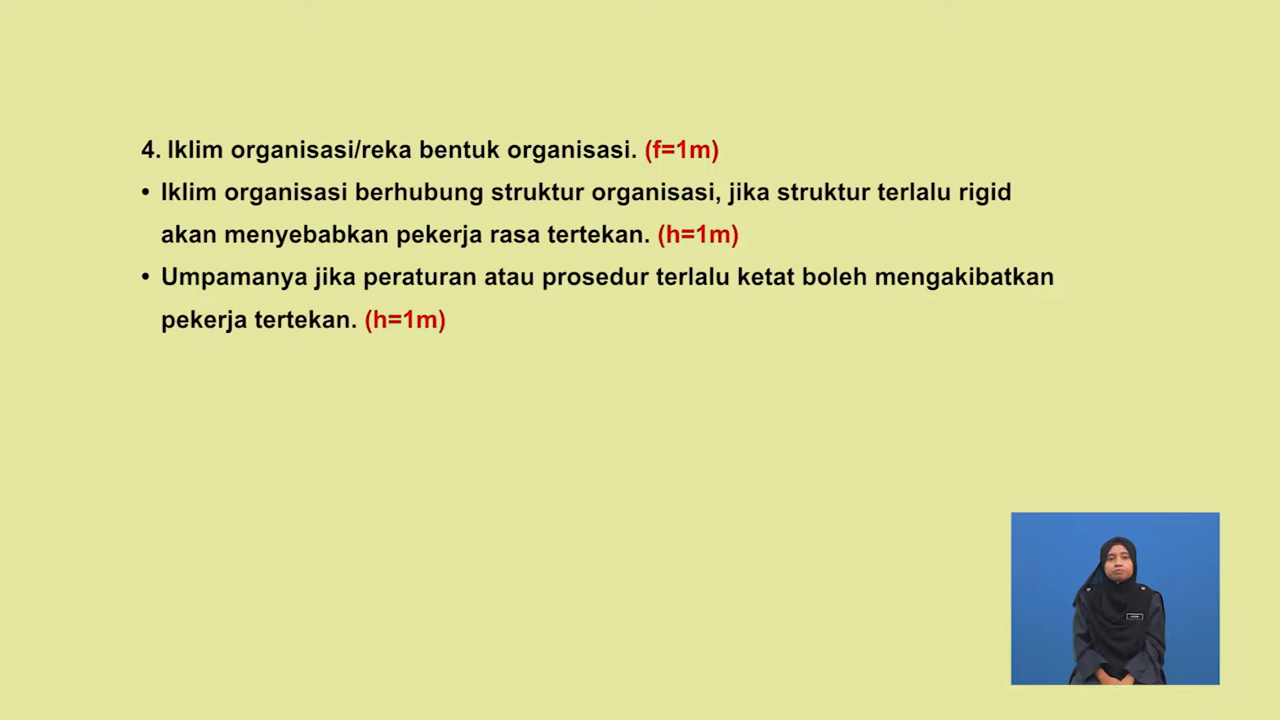 4. Iklim organisasi/reka bentuk organisasi. (f=1m)
• Iklim organisasi berhubung struktur organisasi, jika struktur terlalu rigid
akan menyebabkan pekerja rasa tertekan. (h=1m)
• Umpamanya jika peraturan atau prosedur terlalu ketat boleh mengakibatkan
pekerja tertekan. (h=1m)